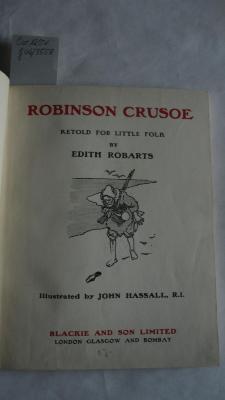 ROBINSON CRUSOE
RETOLD FOR LITTLE FOLK
BY
EDITH ROBARTS
Illustrated by JOHN HASSALL, R.I.
BLACKIE AND SON LIMITED
LONDON GLASGOW AND BOMBAY